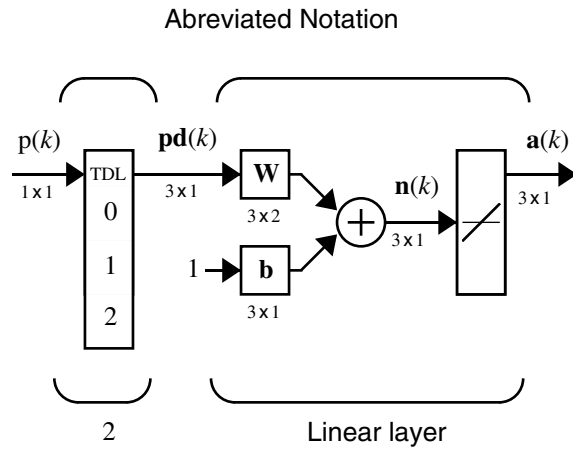 Abreviated Notation
p(k)
1 x 1
TDL
0
1
2
pd(k)
3 x 1
W
3 x 2
1
b
3 x 1
n(k)
3 x 1
a(k)
3 x 1
2
Linear layer